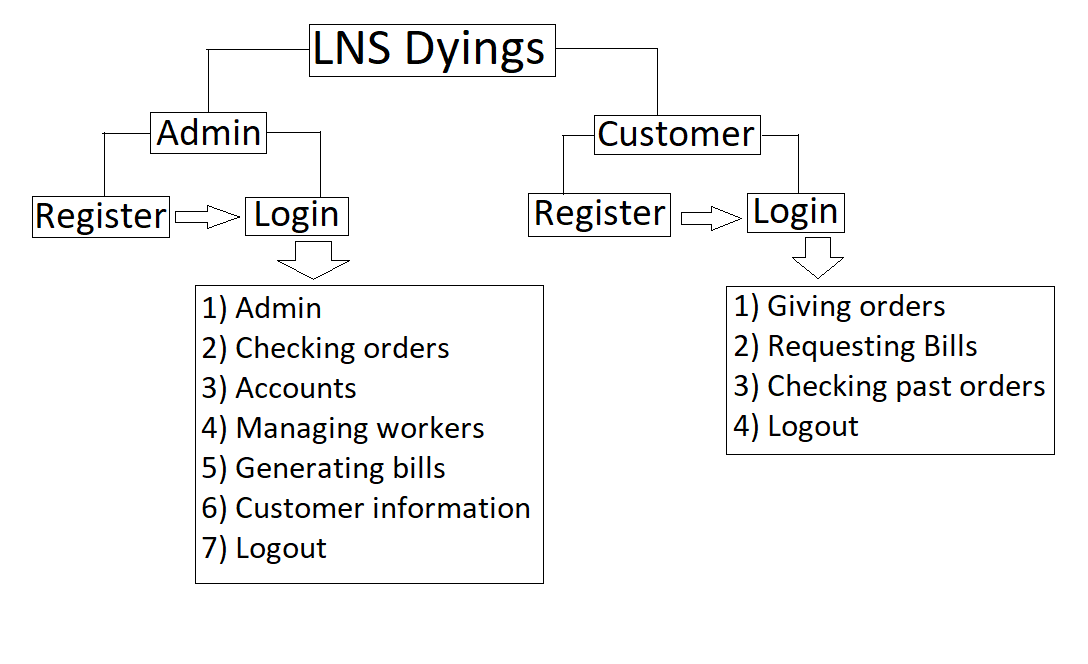 LNS Dyings
Admin
Customer
Register
Login
Register
Login
1) Admin
2) Checking orders
3) Accounts
4) Managing workers
5) Generating bills
6) Customer information
7) Logout
1) Giving orders
2) Requesting Bills
3) Checking past orders
4) Logout